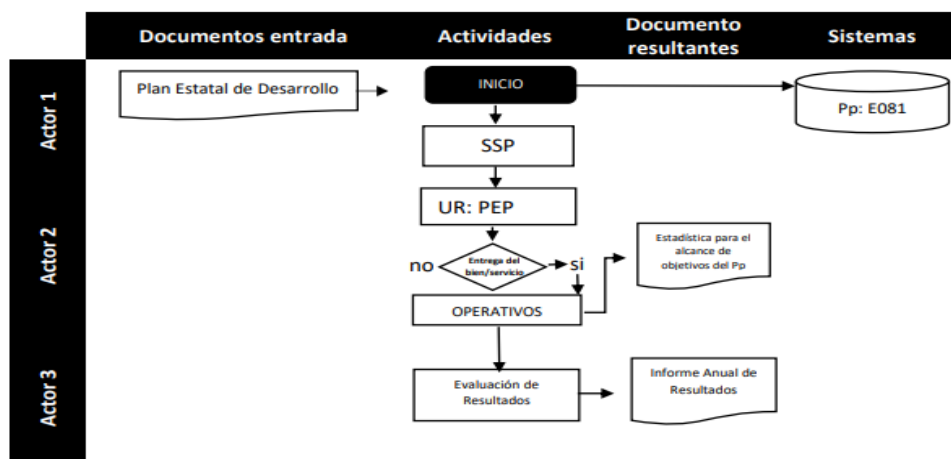 Documentos entrada
Actividades
Documento
resultantes
Sistemas
Actor 1
Plan Estatal de Desarrollo
INICIO
Pp: E081
SSP
Actor 2
UR: PEP
no
Entrega del
bien/servicio
si
Estadística para el
alcance de
objetivos del Pp
OPERATIVOS
Actor 3
Evaluación de
Resultados
Informe Anual de
Resultados